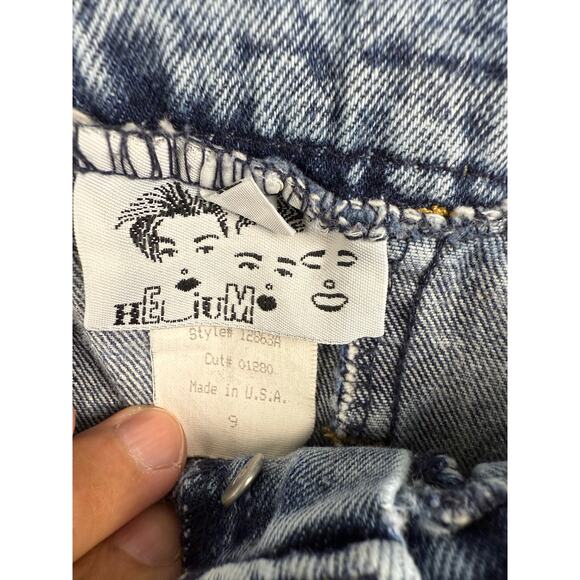 HELiUM
Style# 12863A
Cut# 01280
Made in U.S.A.
9